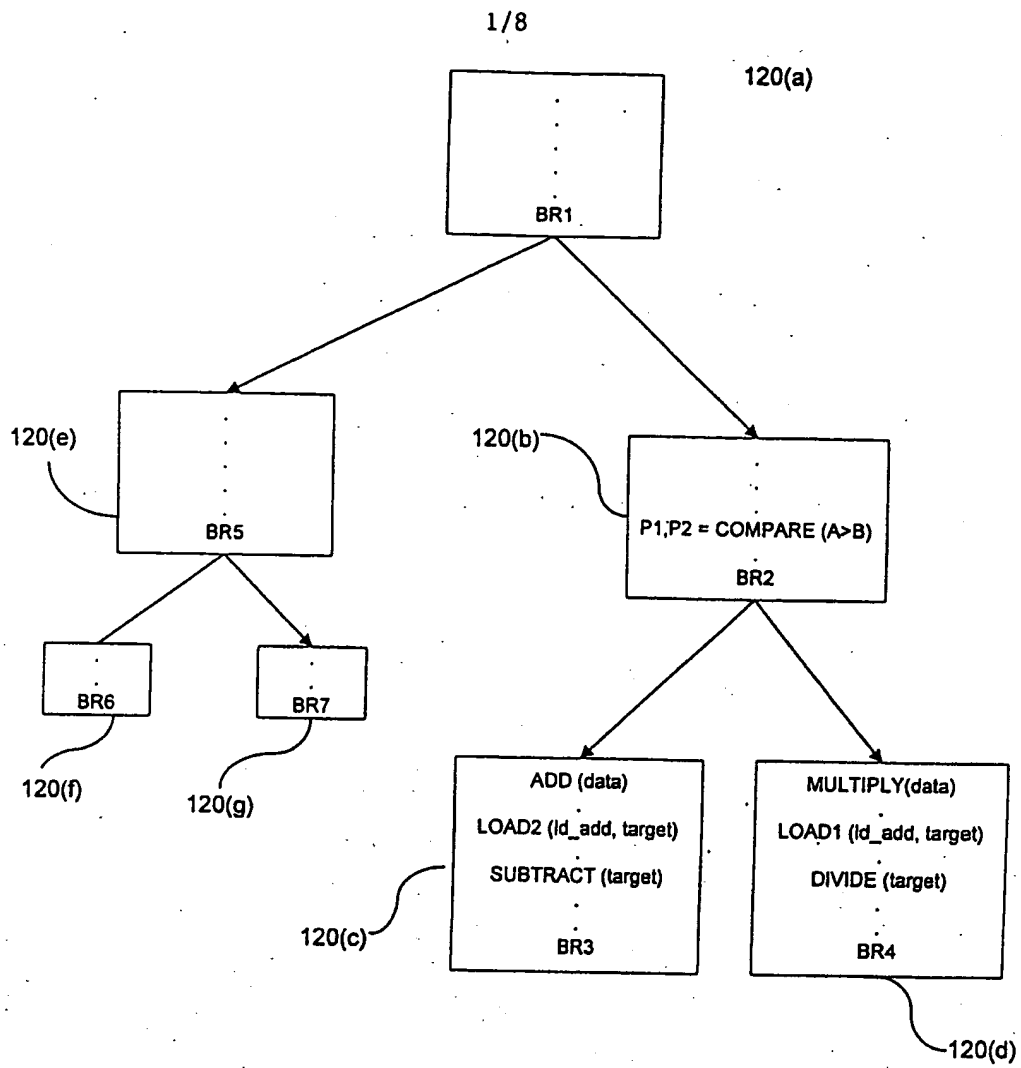 1/8
120(a)
BR1
120(e)
BR5
120(b)
P1,P2 = COMPARE (A>B)
BR2
BR6
BR7
120(f)
120(g)
ADD (data)
LOAD2 (ld_add, target)
SUBTRACT (target)
BR3
120(c)
MULTIPLY(data)
LOAD1 (ld_add, target)
DIVIDE (target)
BR4
120(d)